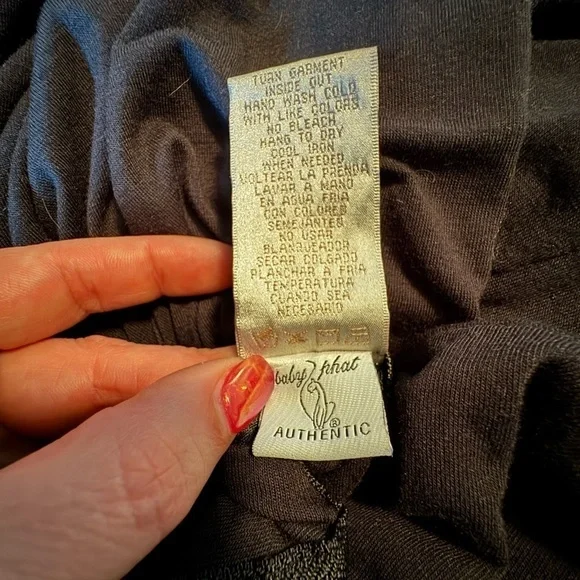 TURN GARMENT
INSIDE OUT
HAND WASH COLD
WITH LIKE COLORS
NO BLEACH
HANG TO DRY
COOL IRON
WHEN NEEDED
VOLTEAR LA PRENDA
LAVAR A MANO
EN AGUA FRIA
CON COLORED
SEMEJANTES
NO USAR
BLANQUEADOR
SECAR COLGADO
PLANCHAR A FRIA
TEMPERATURA
CUANDO SEA
NECESARIO
baby phat
®
AUTHENTIC